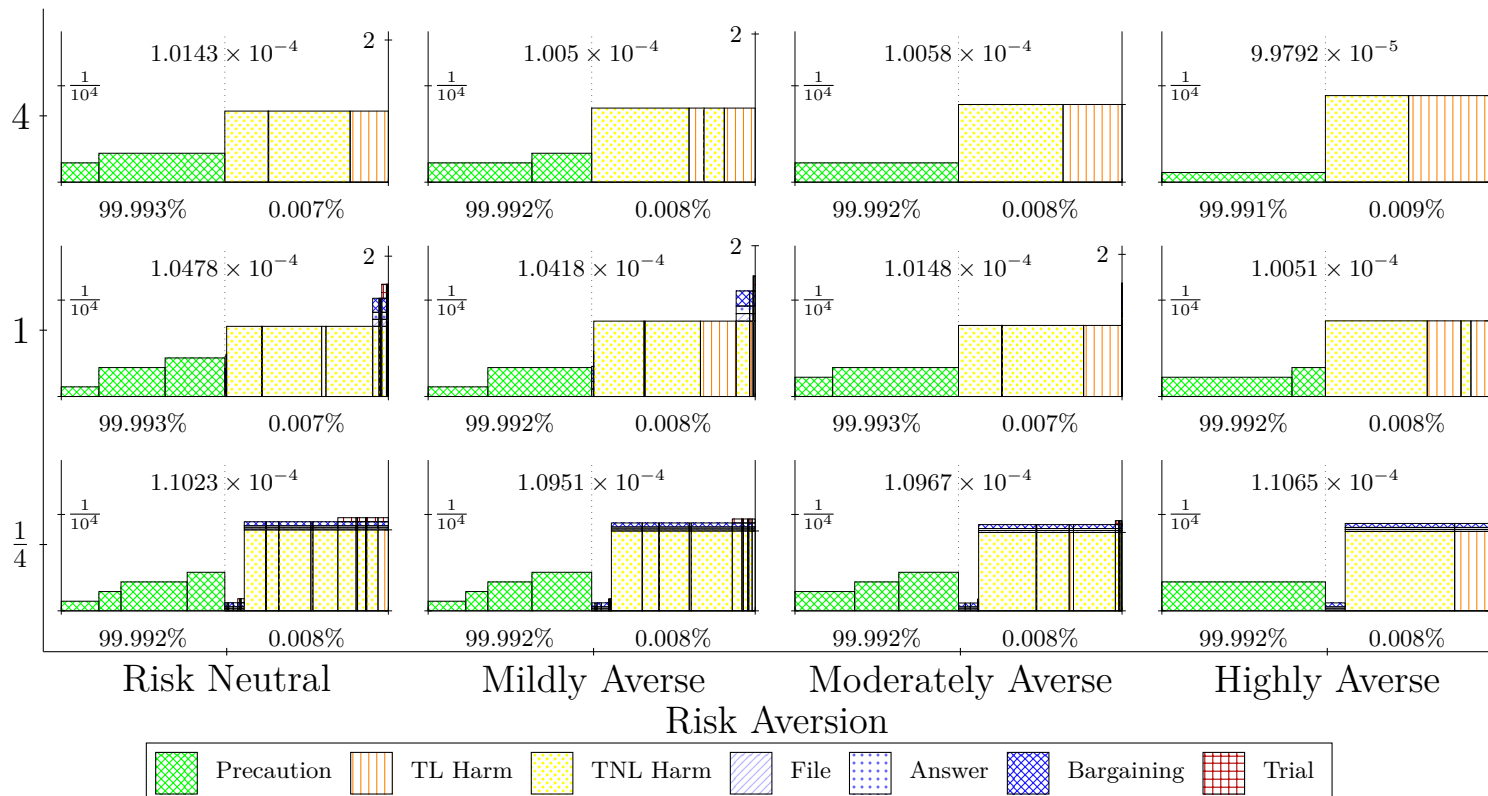 1.0143 × 10⁻⁴ 2 1.005 × 10⁻⁴ 2 1.0058 × 10⁻⁴ 9.9792 × 10⁻⁵
1/10⁴ 1/10⁴ 1/10⁴ 1/10⁴
4
99.993% 0.007% 99.992% 0.008% 99.992% 0.008% 99.991% 0.009%
1.0478 × 10⁻⁴ 2 1.0418 × 10⁻⁴ 2 1.0148 × 10⁻⁴ 2 1.0051 × 10⁻⁴
1/10⁴ 1/10⁴ 1/10⁴ 1/10⁴
1
99.993% 0.007% 99.992% 0.008% 99.993% 0.007% 99.992% 0.008%
1.1023 × 10⁻⁴ 1.0951 × 10⁻⁴ 1.0967 × 10⁻⁴ 1.1065 × 10⁻⁴
1/10⁴ 1/10⁴ 1/10⁴ 1/10⁴
1/4
99.992% 0.008% 99.992% 0.008% 99.992% 0.008% 99.992% 0.008%
Risk Neutral Mildly Averse Moderately Averse Highly Averse
Risk Aversion
Precaution TL Harm TNL Harm File Answer Bargaining Trial